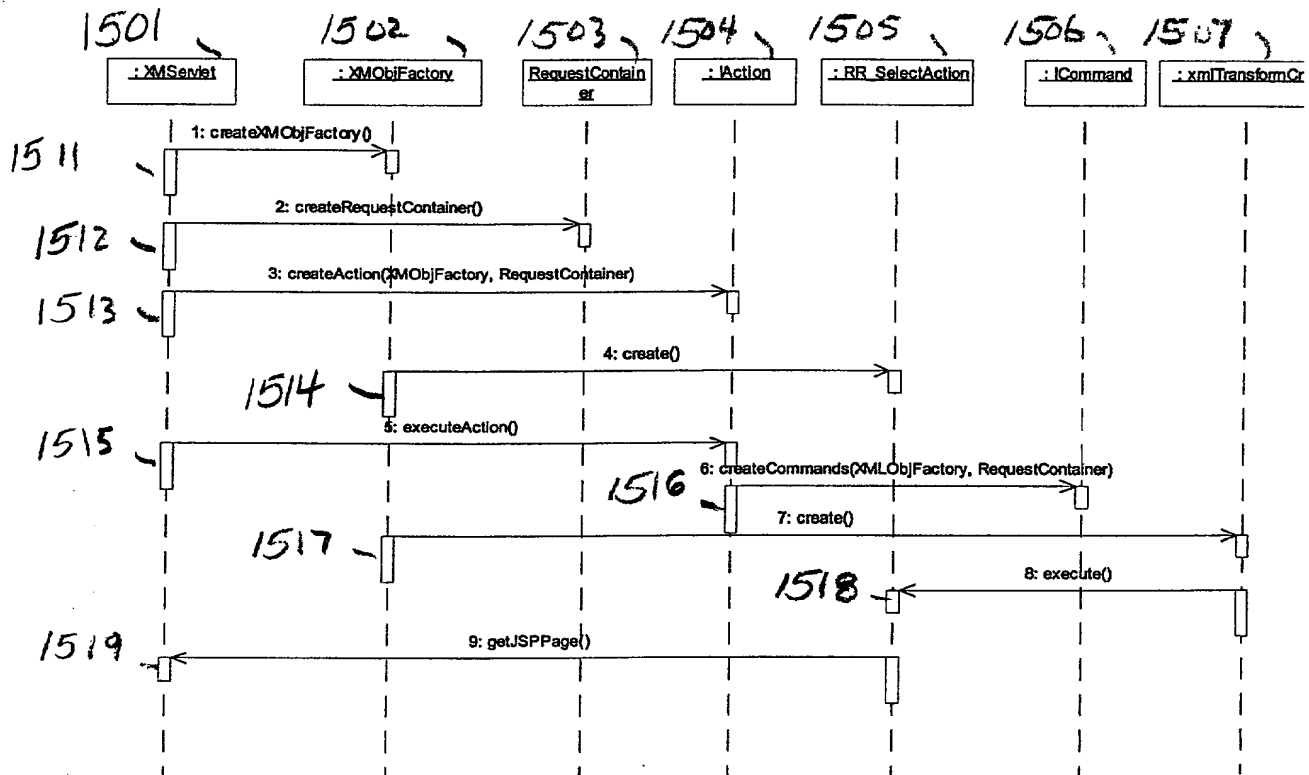 1501 1502 1503 1504 1505 1506 1507
: XMServlet : XMObjFactory RequestContain : IAction : RR_SelectAction : ICommand : xmlTransformCr
er
1: createXMObjFactory()
1511
2: createRequestContainer()
1512
3: createAction(XMObjFactory, RequestContainer)
1513
4: create()
1514
5: executeAction()
1515
6: createCommands(XMLObjFactory, RequestContainer)
1516
7: create()
1517
8: execute()
1518
9: getJSPPage()
1519